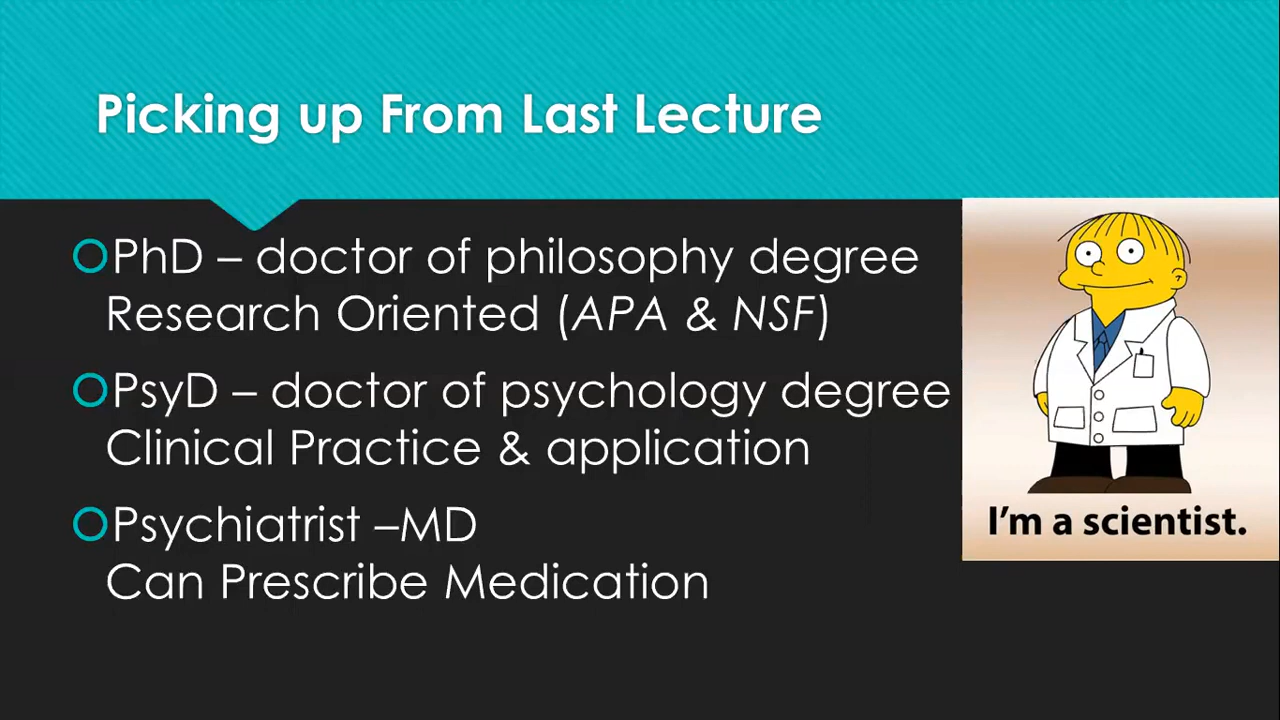 Picking up From Last Lecture
PhD – doctor of philosophy degree
Research Oriented (APA & NSF)
PsyD – doctor of psychology degree
Clinical Practice & application
Psychiatrist –MD
Can Prescribe Medication
I'm a scientist.